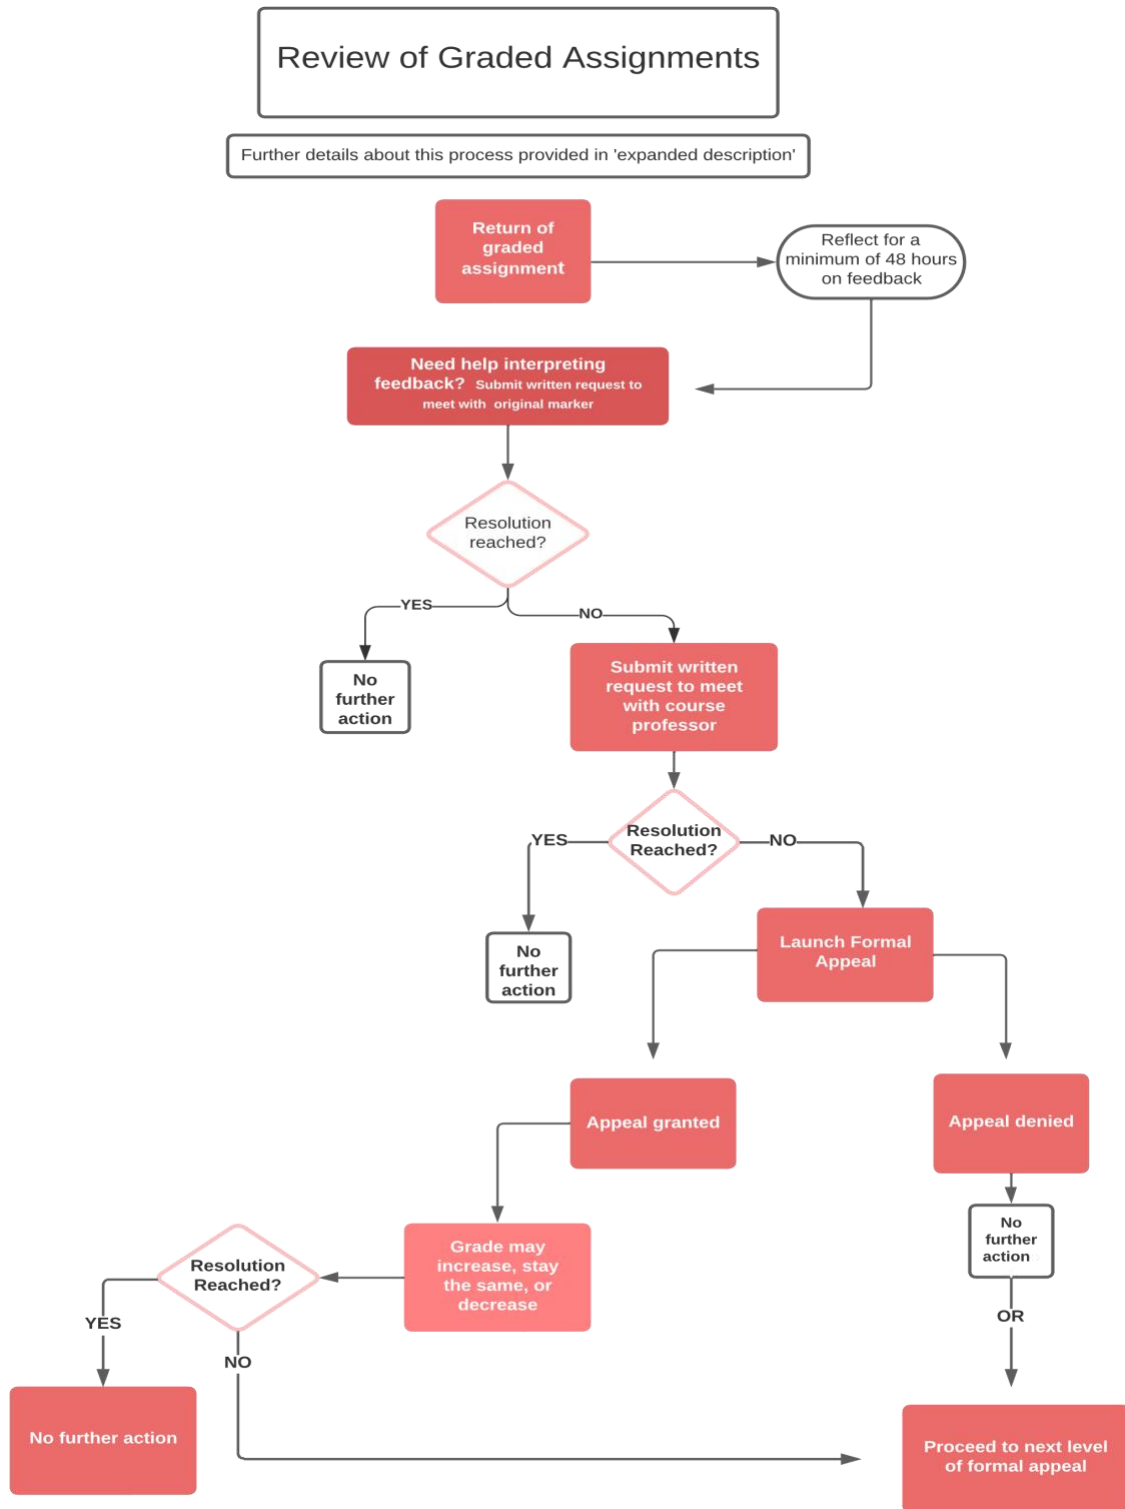 Review of Graded Assignments
Further details about this process provided in 'expanded description'
Return of
graded
assignment
Reflect for a
minimum of 48 hours
on feedback
Need help interpreting
feedback? Submit written request to
meet with original marker
Resolution
reached?
YES
NO
No
further
action
Submit written
request to meet
with course
professor
Resolution
Reached?
YES
NO
No
further
action
Launch Formal
Appeal
Appeal granted
Appeal denied
No
further
action
Grade may
increase, stay
the same, or
decrease
Resolution
Reached?
YES
NO
OR
No further action
Proceed to next level
of formal appeal